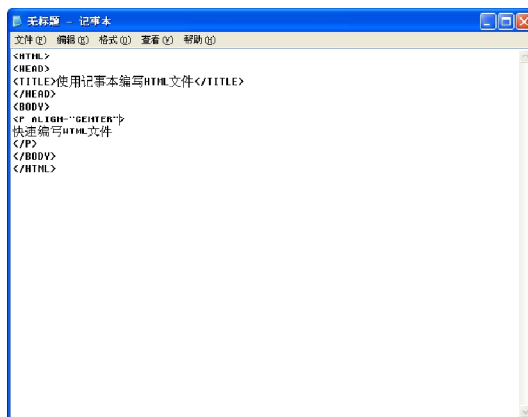 无标题 - 记事本
文件(F) 编辑(E) 格式(O) 查看(V) 帮助(H)
<HTML>
<HEAD>
<TITLE>使用记事本编写HTML文件</TITLE>
</HEAD>
<BODY>
<P ALIGN="CENTER">
快速编写HTML文件
</P>
</BODY>
</HTML>